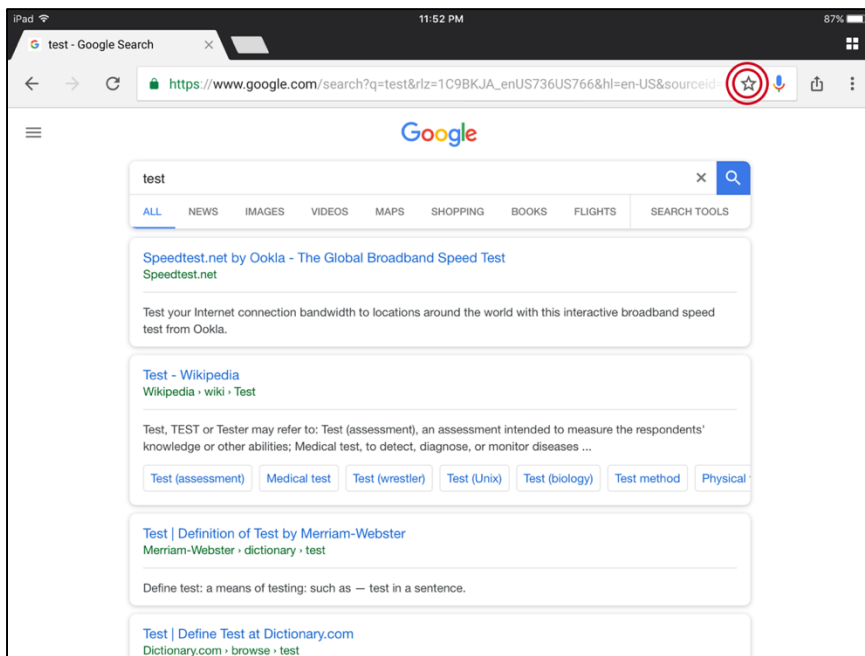 iPad 11:52 PM 87%
test - Google Search
https://www.google.com/search?q=test&rlz=1C9BKJA_enUS736US766&hl=en-US&sourceid=
Google
test
ALL NEWS IMAGES VIDEOS MAPS SHOPPING BOOKS FLIGHTS SEARCH TOOLS
Speedtest.net by Ookla - The Global Broadband Speed Test
Speedtest.net
Test your Internet connection bandwidth to locations around the world with this interactive broadband speed
test from Ookla.
Test - Wikipedia
Wikipedia › wiki › Test
Test, TEST or Tester may refer to: Test (assessment), an assessment intended to measure the respondents'
knowledge or other abilities; Medical test, to detect, diagnose, or monitor diseases ...
Test (assessment) Medical test Test (wrestler) Test (Unix) Test (biology) Test method Physical
Test | Definition of Test by Merriam-Webster
Merriam-Webster › dictionary › test
Define test: a means of testing: such as — test in a sentence.
Test | Define Test at Dictionary.com
Dictionary.com › browse › test